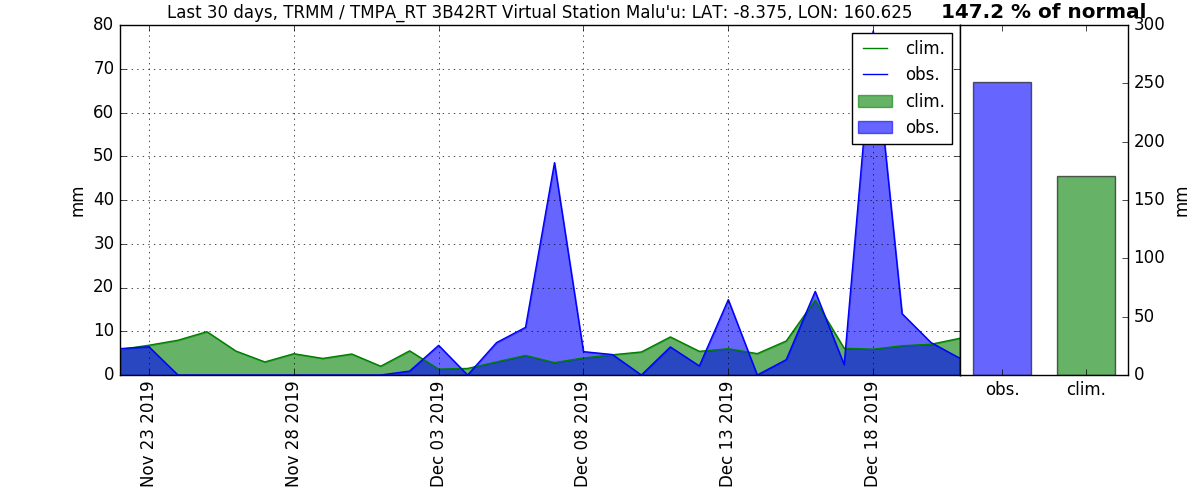 Last 30 days, TRMM / TMPA_RT 3B42RT Virtual Station Malu'u: LAT: -8.375, LON: 160.625
147.2 % of normal
80
70
60
50
40
30
20
10
0
mm
clim.
obs.
clim.
obs.
Nov 23 2019
Nov 28 2019
Dec 03 2019
Dec 08 2019
Dec 13 2019
Dec 18 2019
300
250
200
150
100
50
0
mm
obs.
clim.